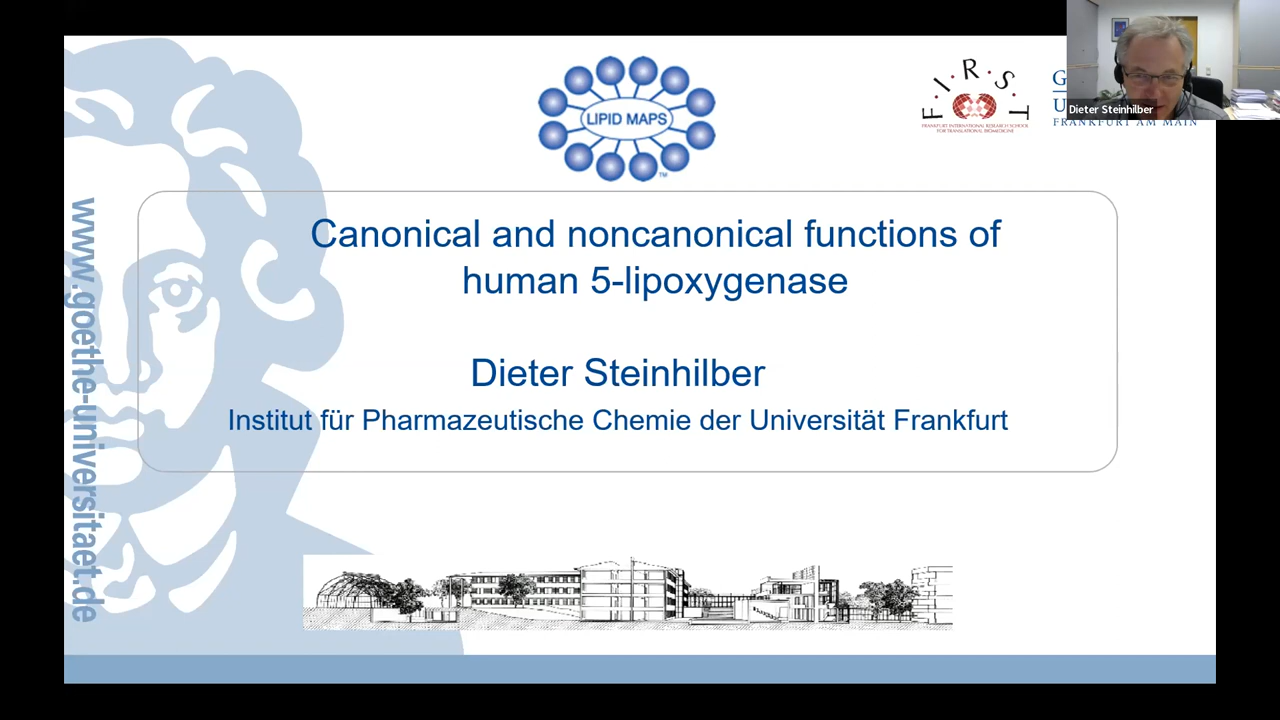 LIPID MAPS
TM
F.I.R.S.T
FRANKFURT INTERNATIONAL RESEARCH SCHOOL
FOR TRANSLATIONAL BIOMEDICINE
G
U
FRANKFURT AM MAIN
Dieter Steinhilber
www.goethe-universitaet.de
Canonical and noncanonical functions of
human 5-lipoxygenase
Dieter Steinhilber
Institut für Pharmazeutische Chemie der Universität Frankfurt